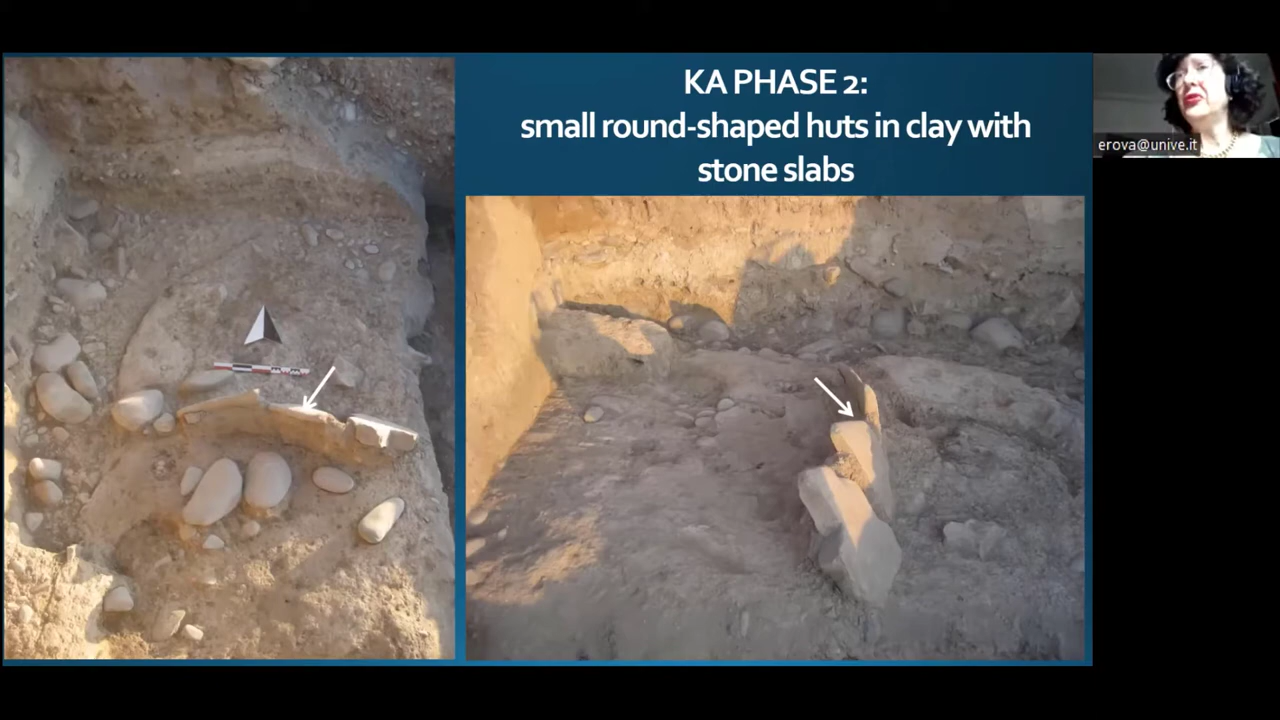 KA PHASE 2:
small round-shaped huts in clay with
stone slabs
erova@unive.it